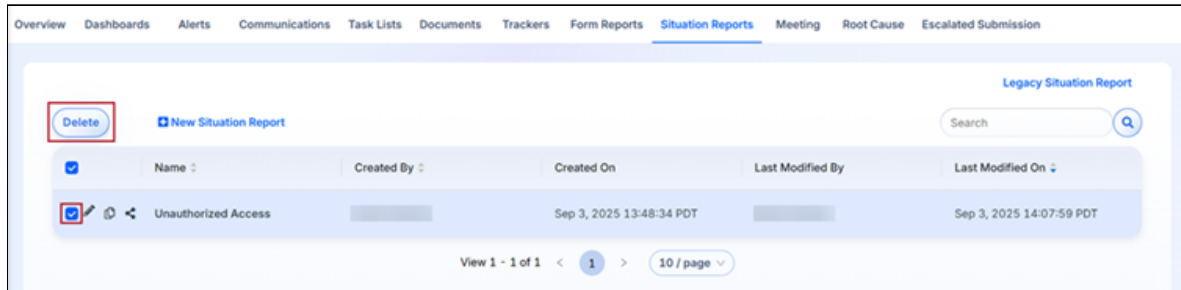 Overview Dashboards Alerts Communications Task Lists Documents Trackers Form Reports Situation Reports Meeting Root Cause Escalated Submission
Legacy Situation Report
Delete New Situation Report Search
Name Created By Created On Last Modified By Last Modified On
Unauthorized Access Sep 3, 2025 13:48:34 PDT Sep 3, 2025 14:07:59 PDT
View 1 - 1 of 1 < 1 > 10 / page